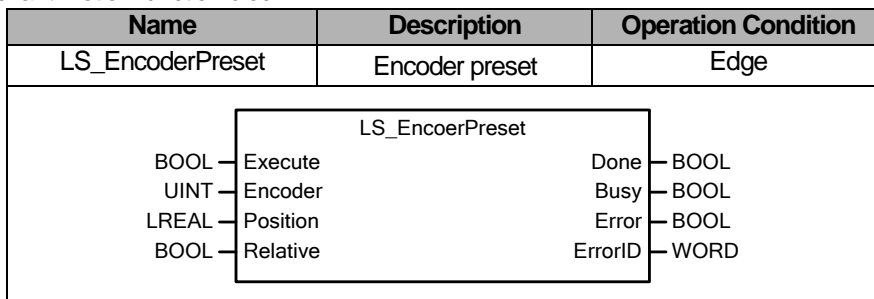 Name Description Operation Condition
LS_EncoderPreset Encoder preset Edge
LS_EncoerPreset
BOOL Execute Done BOOL
UINT Encoder Busy BOOL
LREAL Position Error BOOL
BOOL Relative ErrorID WORD